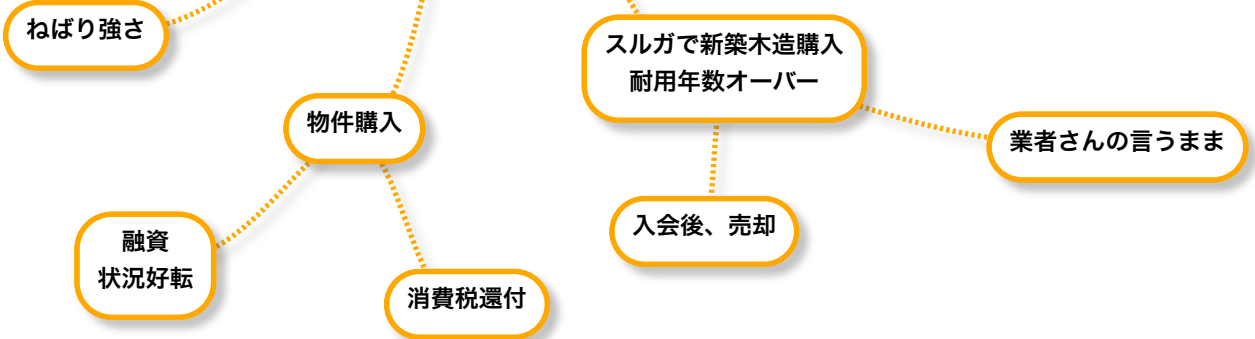 ねばり強さ
スルガで新築木造購入
耐用年数オーバー
物件購入
業者さんの言うまま
入会後、売却
融資
状況好転
消費税還付